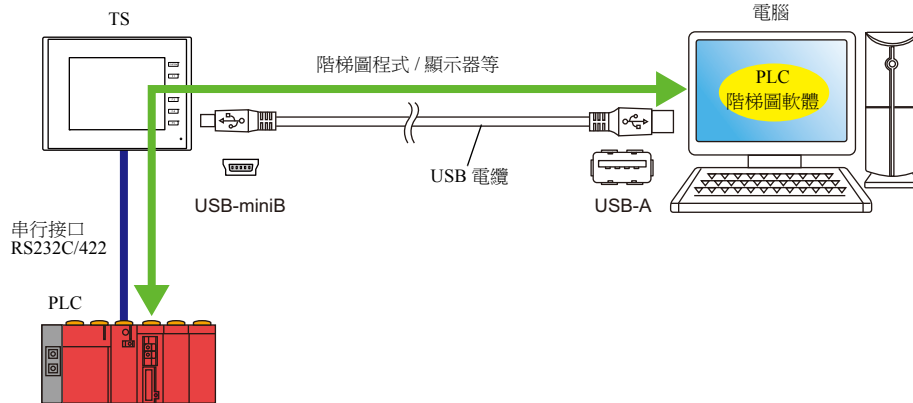 TS
電腦
階梯圖程式 / 顯示器等
PLC
階梯圖軟體
USB 電纜
USB-miniB
USB-A
串行接口
RS232C/422
PLC